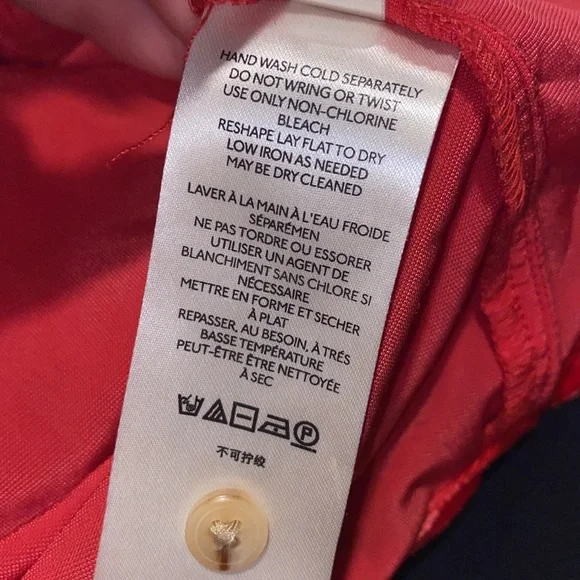 HAND WASH COLD SEPARATELY
DO NOT WRING OR TWIST
USE ONLY NON-CHLORINE
BLEACH
RESHAPE LAY FLAT TO DRY
LOW IRON AS NEEDED
MAY BE DRY CLEANED
LAVER À LA MAIN À L'EAU FROIDE
SÉPARÉMEN
NE PAS TORDRE OU ESSORER
UTILISER UN AGENT DE
BLANCHIMENT SANS CHLORE SI
NÉCESSAIRE
METTRE EN FORME ET SECHER
À PLAT
REPASSER, AU BESOIN, À TRÉS
BASSE TEMPÉRATURE
PEUT-ÊTRE ÊTRE NETTOYÉE
À SEC
P
不可拧绞